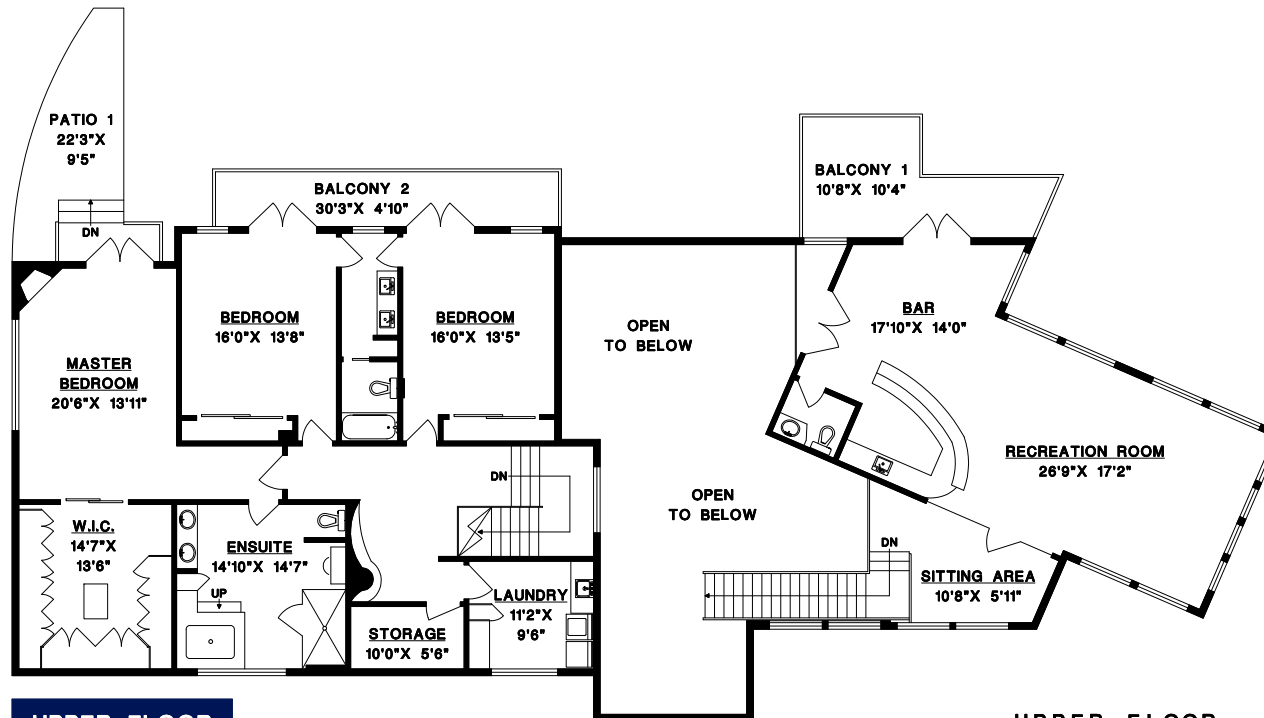 PATIO 1
22'3"X
9'5"
DN
BALCONY 2
30'3"X 4'10"
BALCONY 1
10'8"X 10'4"
BEDROOM
16'0"X 13'8"
BEDROOM
16'0"X 13'5"
OPEN
TO BELOW
BAR
17'10"X 14'0"
MASTER
BEDROOM
20'6"X 13'11"
RECREATION ROOM
26'9"X 17'2"
DN
OPEN
TO BELOW
W.I.C.
14'7"X
13'6"
ENSUITE
14'10"X 14'7"
UP
DN
SITTING AREA
10'8"X 5'11"
LAUNDRY
11'2"X
9'6"
STORAGE
10'0"X 5'6"
UPPER FLOOR
UPPER FLOOR